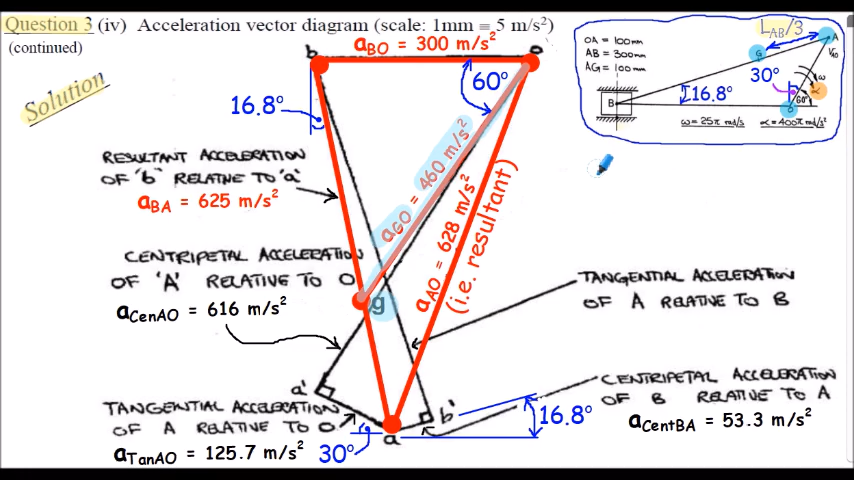 Question 3 (iv) Acceleration vector diagram (scale: 1mm ≡ 5 m/s²)
(continued)
Solution
b
aBO = 300 m/s²
o
60°
16.8°
RESULTANT ACCELERATION
OF 'b' RELATIVE TO 'a'
aBA = 625 m/s²
aGO = 460 m/s²
aAO = 628 m/s²
(i.e. resultant)
CENTRIPETAL ACCELERATION
OF 'A' RELATIVE TO O
aCenAO = 616 m/s²
g
TANGENTIAL ACCELERATION
OF A RELATIVE TO B
a'
TANGENTIAL ACCELERATION
OF A RELATIVE TO O
aTanAO = 125.7 m/s²
30°
a
b'
16.8°
CENTRIPETAL ACCELERATION
OF B RELATIVE TO A
aCentBA = 53.3 m/s²
OA = 100mm
AB = 300mm
AG = 100mm
LAB/3
G
A
30°
ω
α
16.8°
B
O
60°
ω = 25π rad/s
α = 400π rad/s²